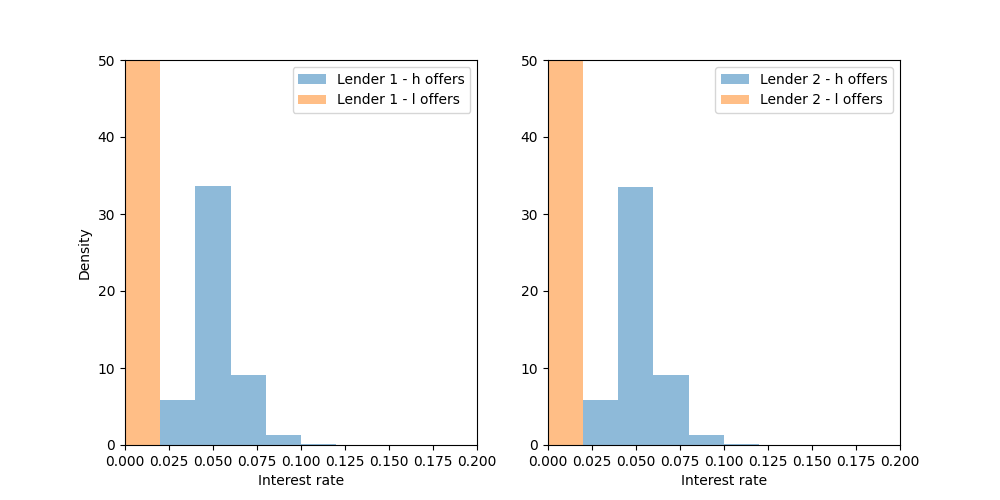 50
40
30
20
10
0
Density
Lender 1 - h offers
Lender 1 - l offers
0.000 0.025 0.050 0.075 0.100 0.125 0.150 0.175 0.200
Interest rate
50
40
30
20
10
0
Lender 2 - h offers
Lender 2 - l offers
0.000 0.025 0.050 0.075 0.100 0.125 0.150 0.175 0.200
Interest rate